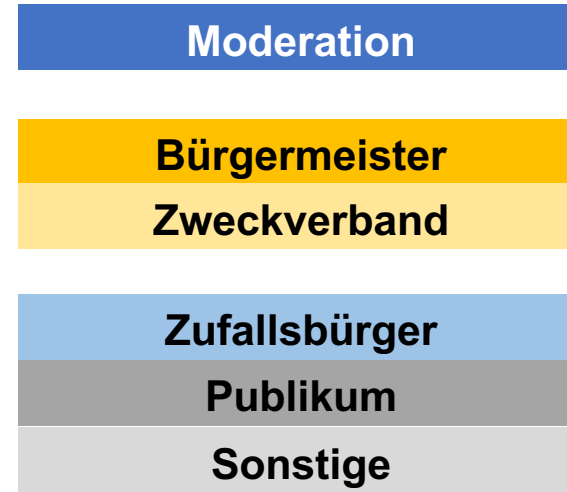 Moderation
Bürgermeister
Zweckverband
Zufallsbürger
Publikum
Sonstige